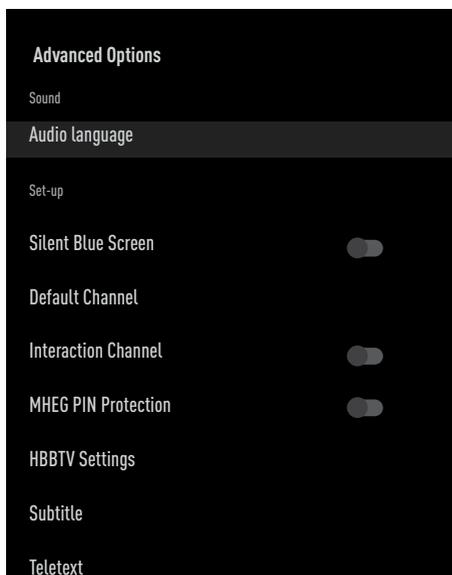 Advanced Options
Sound
Audio language
Set-up
Silent Blue Screen
Default Channel
Interaction Channel
MHEG PIN Protection
HBBTV Settings
Subtitle
Teletext